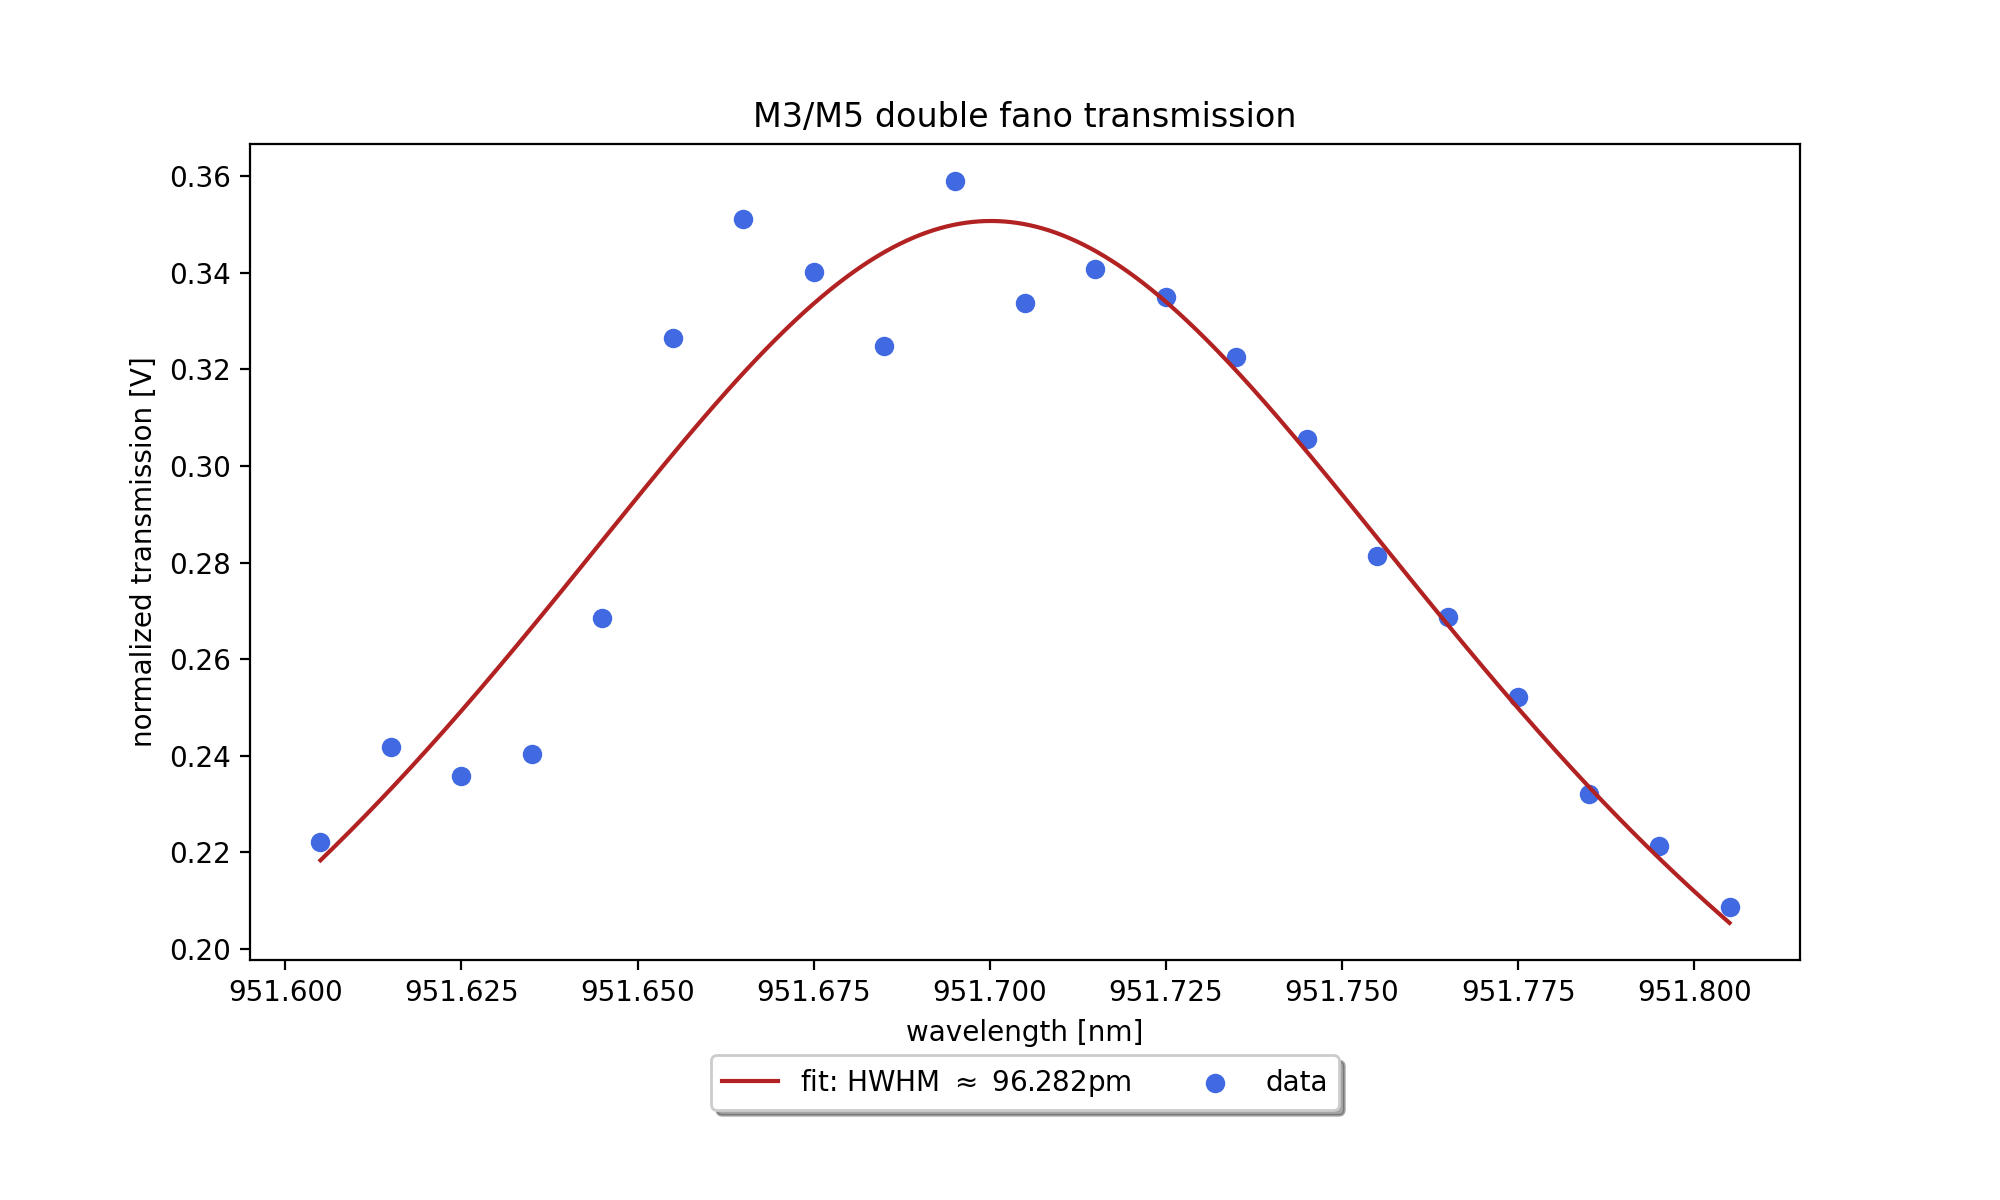 M3/M5 double fano transmission
normalized transmission [V]
0.36
0.34
0.32
0.30
0.28
0.26
0.24
0.22
0.20
951.600 951.625 951.650 951.675 951.700 951.725 951.750 951.775 951.800
wavelength [nm]
fit: HWHM ≈ 96.282pm data